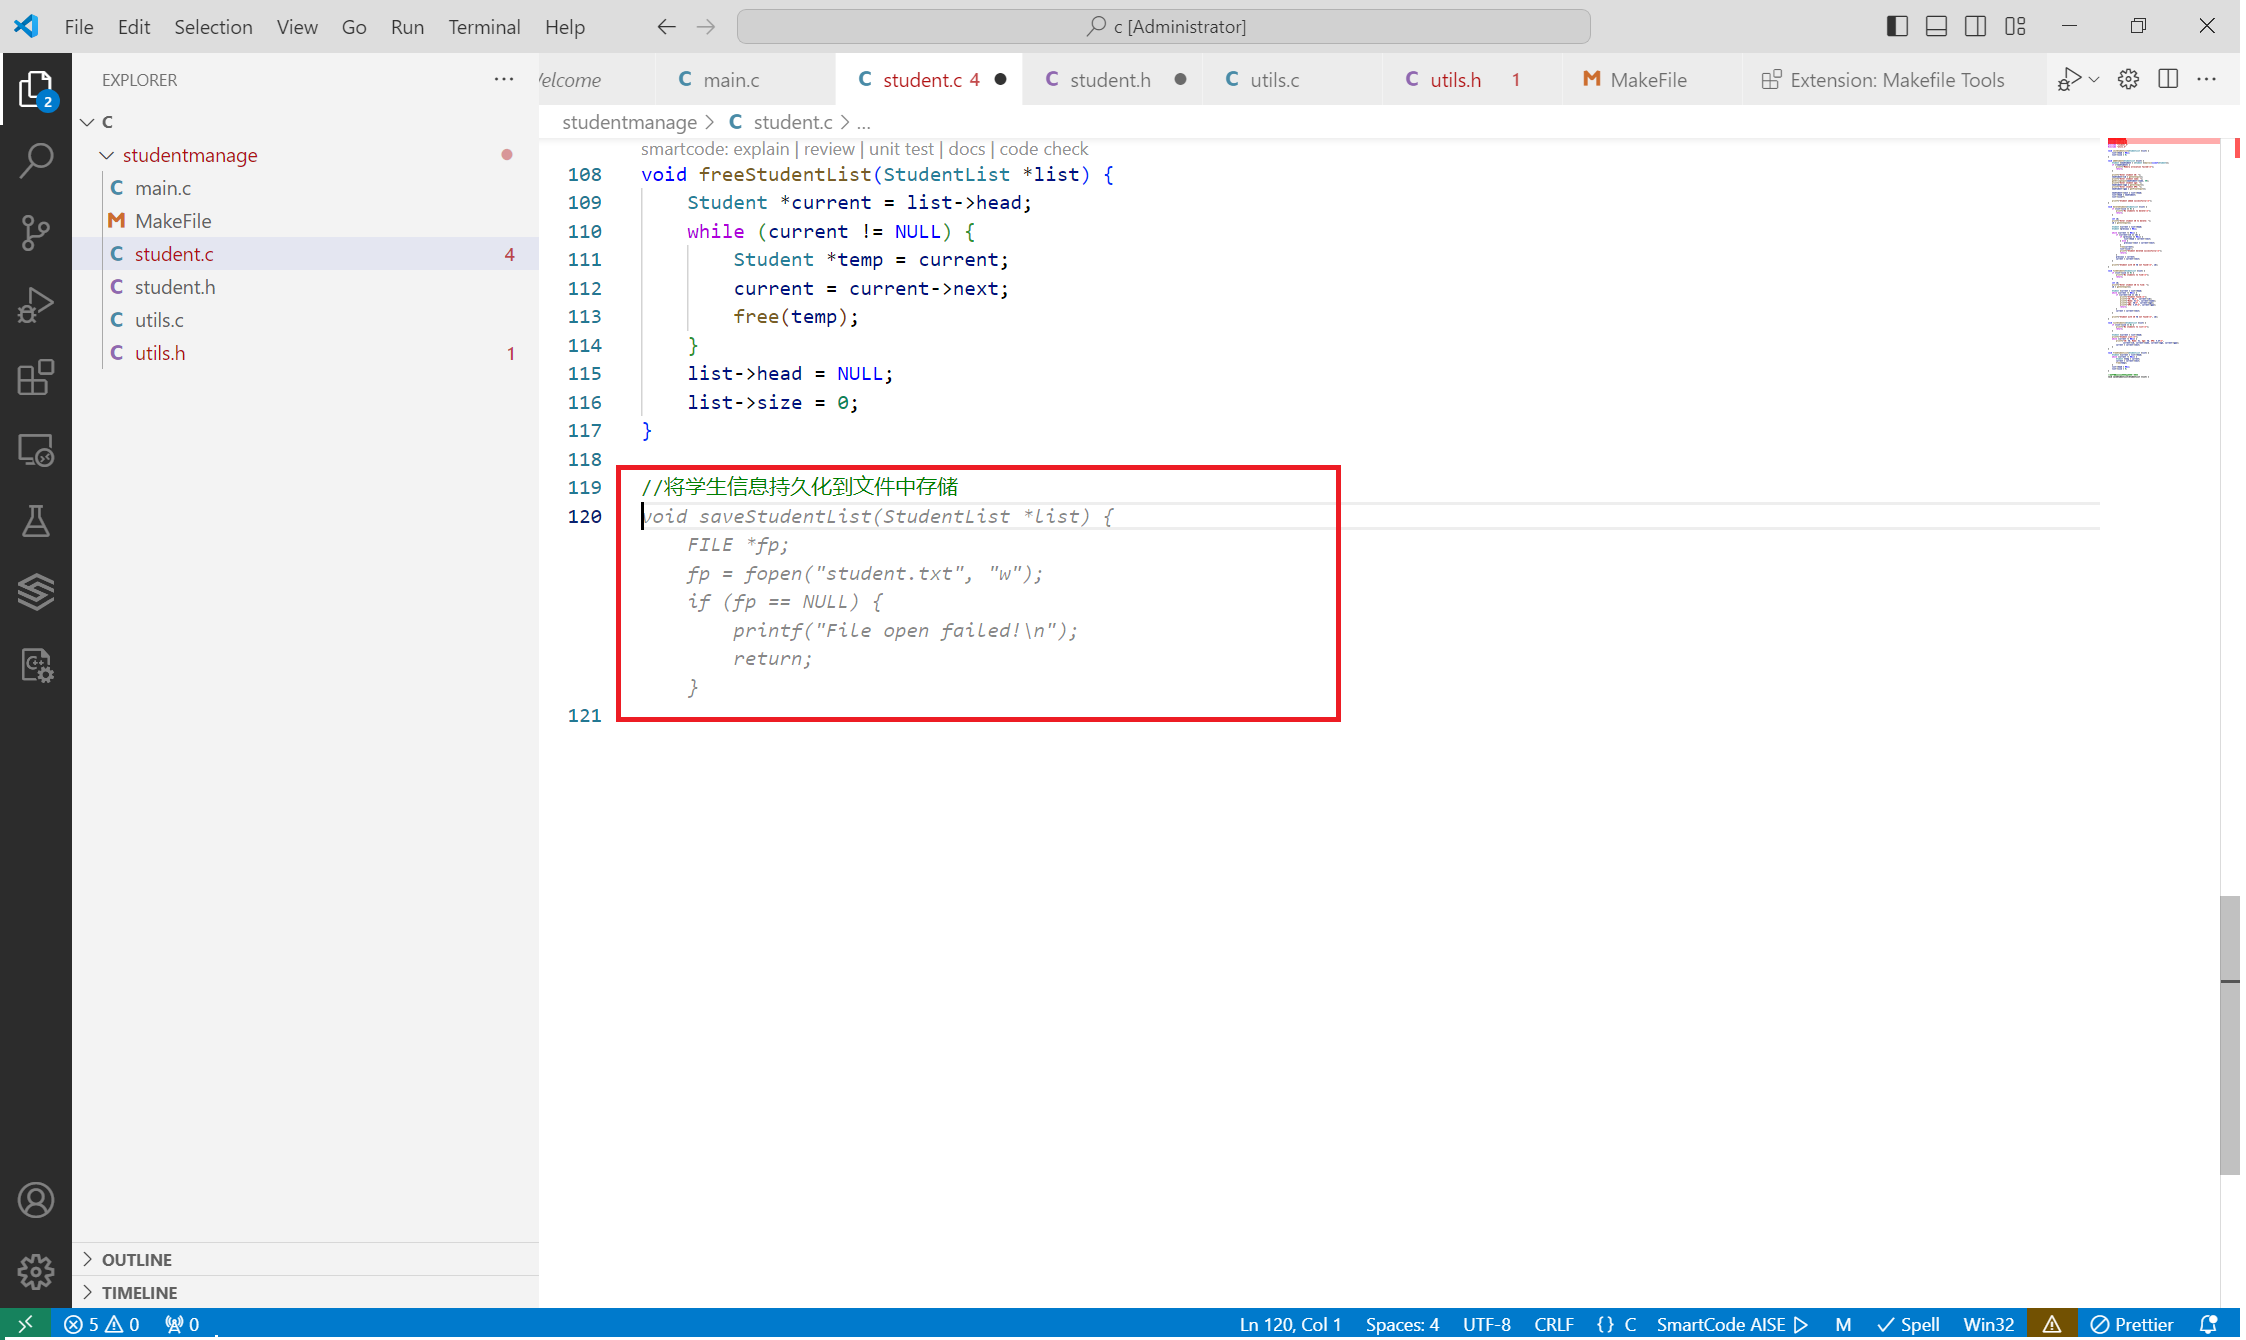 File Edit Selection View Go Run Terminal Help
c [Administrator]
EXPLORER
elcome
main.c
student.c 4
student.h
utils.c
utils.h 1
MakeFile
Extension: Makefile Tools
C
studentmanage
main.c
MakeFile
student.c 4
student.h
utils.c
utils.h 1
OUTLINE
TIMELINE
studentmanage > C student.c > ...
smartcode: explain | review | unit test | docs | code check
108 void freeStudentList(StudentList *list) {
109 Student *current = list->head;
110 while (current != NULL) {
111 Student *temp = current;
112 current = current->next;
113 free(temp);
114 }
115 list->head = NULL;
116 list->size = 0;
117 }
118
119 //将学生信息持久化到文件中存储
120 void saveStudentList(StudentList *list) {
FILE *fp;
fp = fopen("student.txt", "w");
if (fp == NULL) {
printf("File open failed!\n");
return;
}
121
5 0 0
Ln 120, Col 1 Spaces: 4 UTF-8 CRLF {} C SmartCode AISE M Spell Win32 Prettier